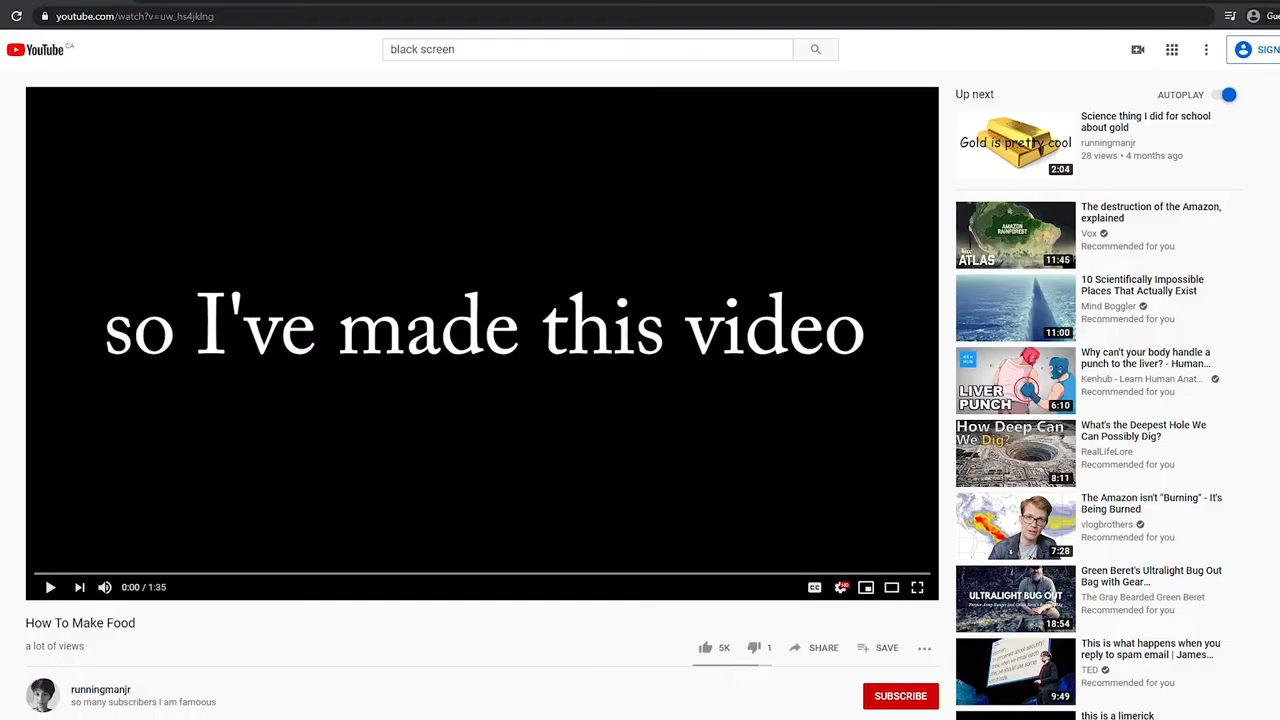 youtube.com/watch?v=uw_hs4jklng
YouTube CA
black screen
SIGN
so I've made this video
0:00 / 1:35
CC
HD
How To Make Food
a lot of views
5K
1
SHARE
SAVE
runningmanjr
so many subscribers I am famoous
SUBSCRIBE
Up next
AUTOPLAY
Gold is pretty cool
2:04
Science thing I did for school
about gold
runningmanjr
28 views • 4 months ago
AMAZON
RAINFOREST
Vox
ATLAS
11:45
The destruction of the Amazon,
explained
Vox
Recommended for you
11:00
10 Scientifically Impossible
Places That Actually Exist
Mind Boggler
Recommended for you
KEN
HUB
LIVER
PUNCH
6:10
Why can't your body handle a
punch to the liver? - Human...
Kenhub - Learn Human Anat...
Recommended for you
How Deep Can
We Dig?
8:11
What's the Deepest Hole We
Can Possibly Dig?
RealLifeLore
Recommended for you
7:28
The Amazon isn't "Burning" - It's
Being Burned
vlogbrothers
Recommended for you
ULTRALIGHT BUG OUT
18:54
Green Beret's Ultralight Bug Out
Bag with Gear...
The Gray Bearded Green Beret
Recommended for you
9:49
This is what happens when you
reply to spam email | James...
TED
Recommended for you
this is a limerick